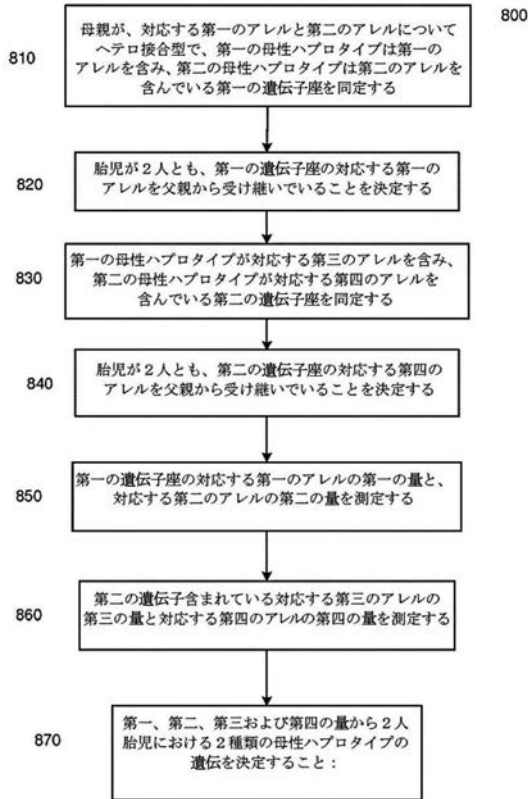 800
810
母親が、対応する第一のアレルと第二のアレルについて
ヘテロ接合型で、第一の母性ハプロタイプは第一の
アレルを含み、第二の母性ハプロタイプは第二のアレルを
含んでいる第一の遺伝子座を同定する
820
胎児が２人とも、第一の遺伝子座の対応する第一の
アレルを父親から受け継いでいることを決定する
830
第一の母性ハプロタイプが対応する第三のアレルを含み、
第二の母性ハプロタイプが対応する第四のアレルを
含んでいる第二の遺伝子座を同定する
840
胎児が２人とも、第二の遺伝子座の対応する第四の
アレルを父親から受け継いでいることを決定する
850
第一の遺伝子座の対応する第一のアレルの第一の量と、
対応する第二のアレルの第二の量を測定する
860
第二の遺伝子含まれている対応する第三のアレルの
第三の量と対応する第四のアレルの第四の量を測定する
870
第一、第二、第三および第四の量から２人
胎児における２種類の母性ハプロタイプの
遺伝を決定すること：